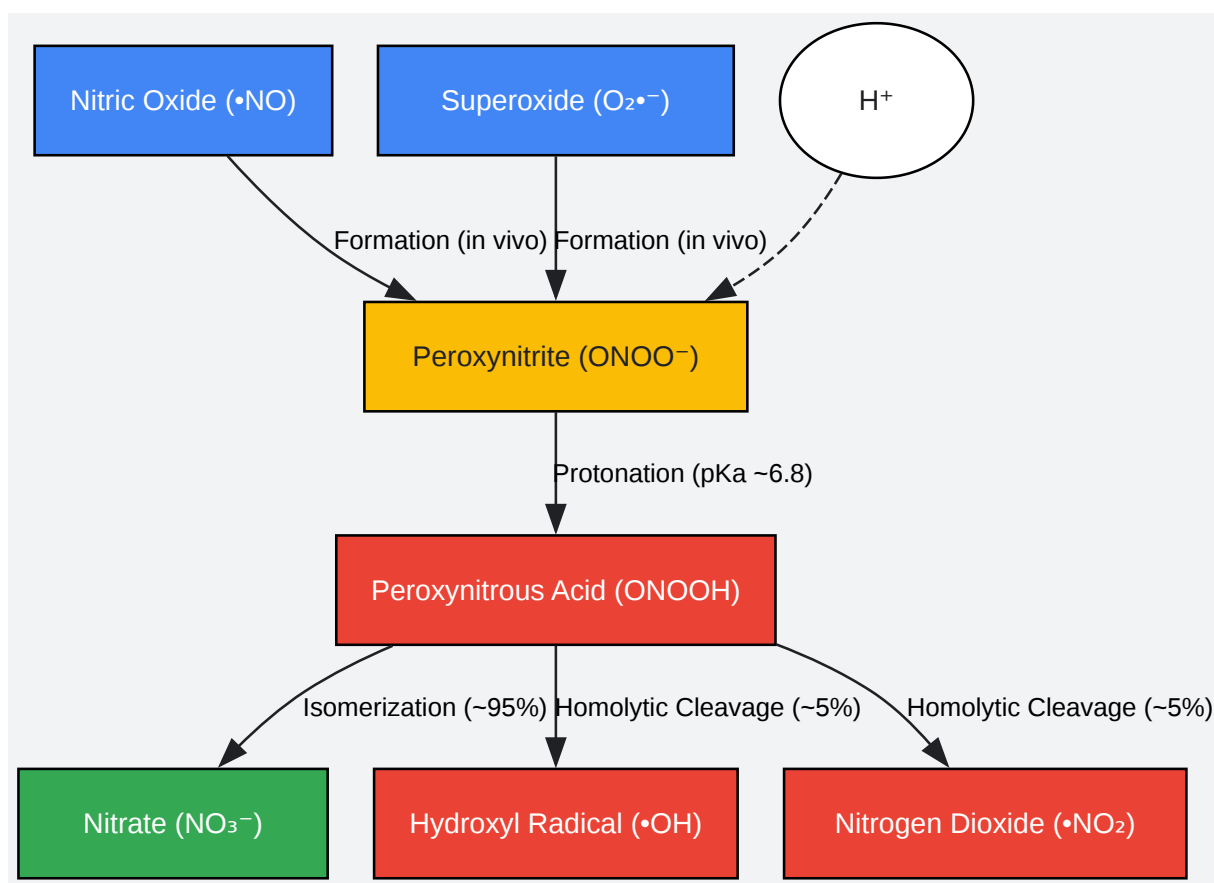 Nitric Oxide (•NO)
Superoxide (O₂•⁻)
H⁺
Formation (in vivo)
Formation (in vivo)
Peroxynitrite (ONOO⁻)
Protonation (pKa ~6.8)
Peroxynitrous Acid (ONOOH)
Isomerization (~95%)
Homolytic Cleavage (~5%)
Homolytic Cleavage (~5%)
Nitrate (NO₃⁻)
Hydroxyl Radical (•OH)
Nitrogen Dioxide (•NO₂)